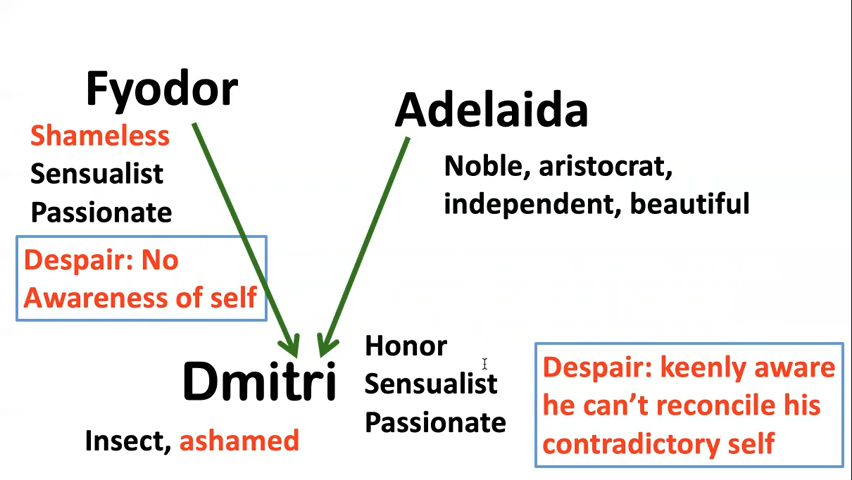 Fyodor
Shameless
Sensualist
Passionate
Despair: No
Awareness of self
Adelaida
Noble, aristocrat,
independent, beautiful
Dmitri
Insect, ashamed
Honor
Sensualist
Passionate
Despair: keenly aware
he can’t reconcile his
contradictory self